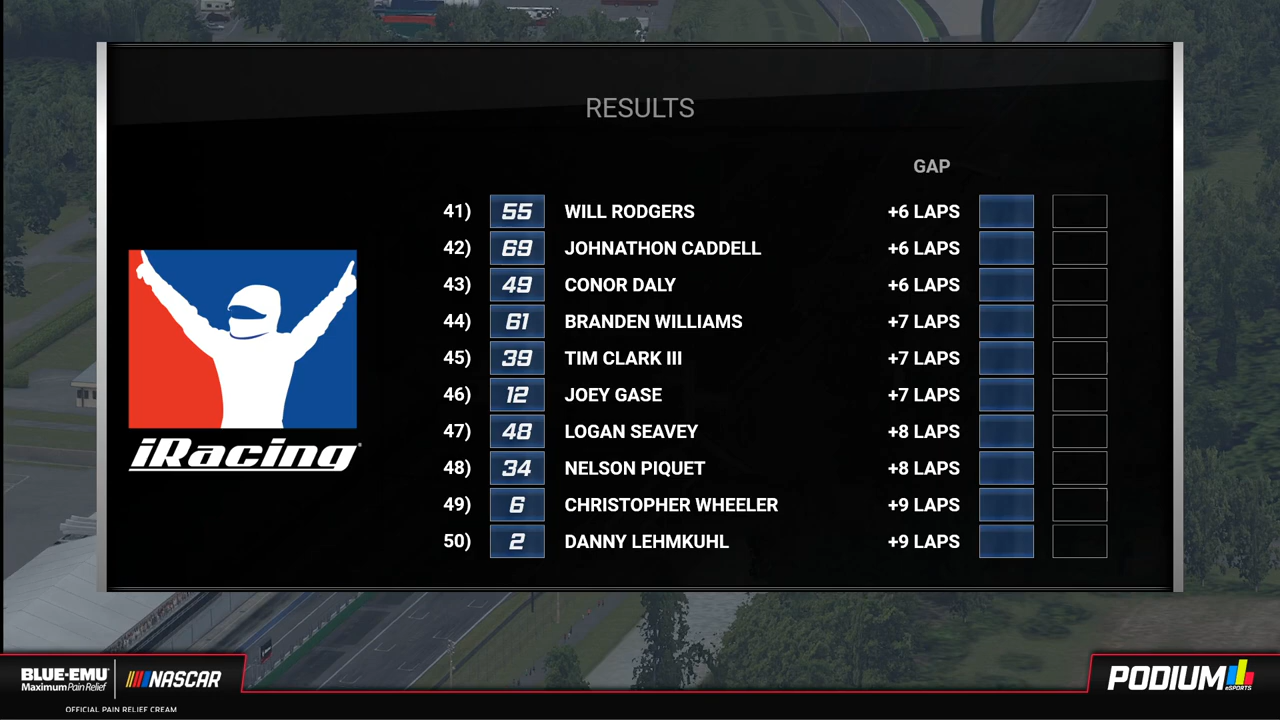 RESULTS
GAP
41) 55 WILL RODGERS +6 LAPS
42) 69 JOHNATHON CADDELL +6 LAPS
43) 49 CONOR DALY +6 LAPS
44) 61 BRANDEN WILLIAMS +7 LAPS
45) 39 TIM CLARK III +7 LAPS
46) 12 JOEY GASE +7 LAPS
47) 48 LOGAN SEAVEY +8 LAPS
48) 34 NELSON PIQUET +8 LAPS
49) 6 CHRISTOPHER WHEELER +9 LAPS
50) 2 DANNY LEHMKUHL +9 LAPS
iRacing
BLUE-EMU
Maximum Pain Relief
NASCAR
OFFICIAL PAIN RELIEF CREAM
PODIUM
eSPORTS